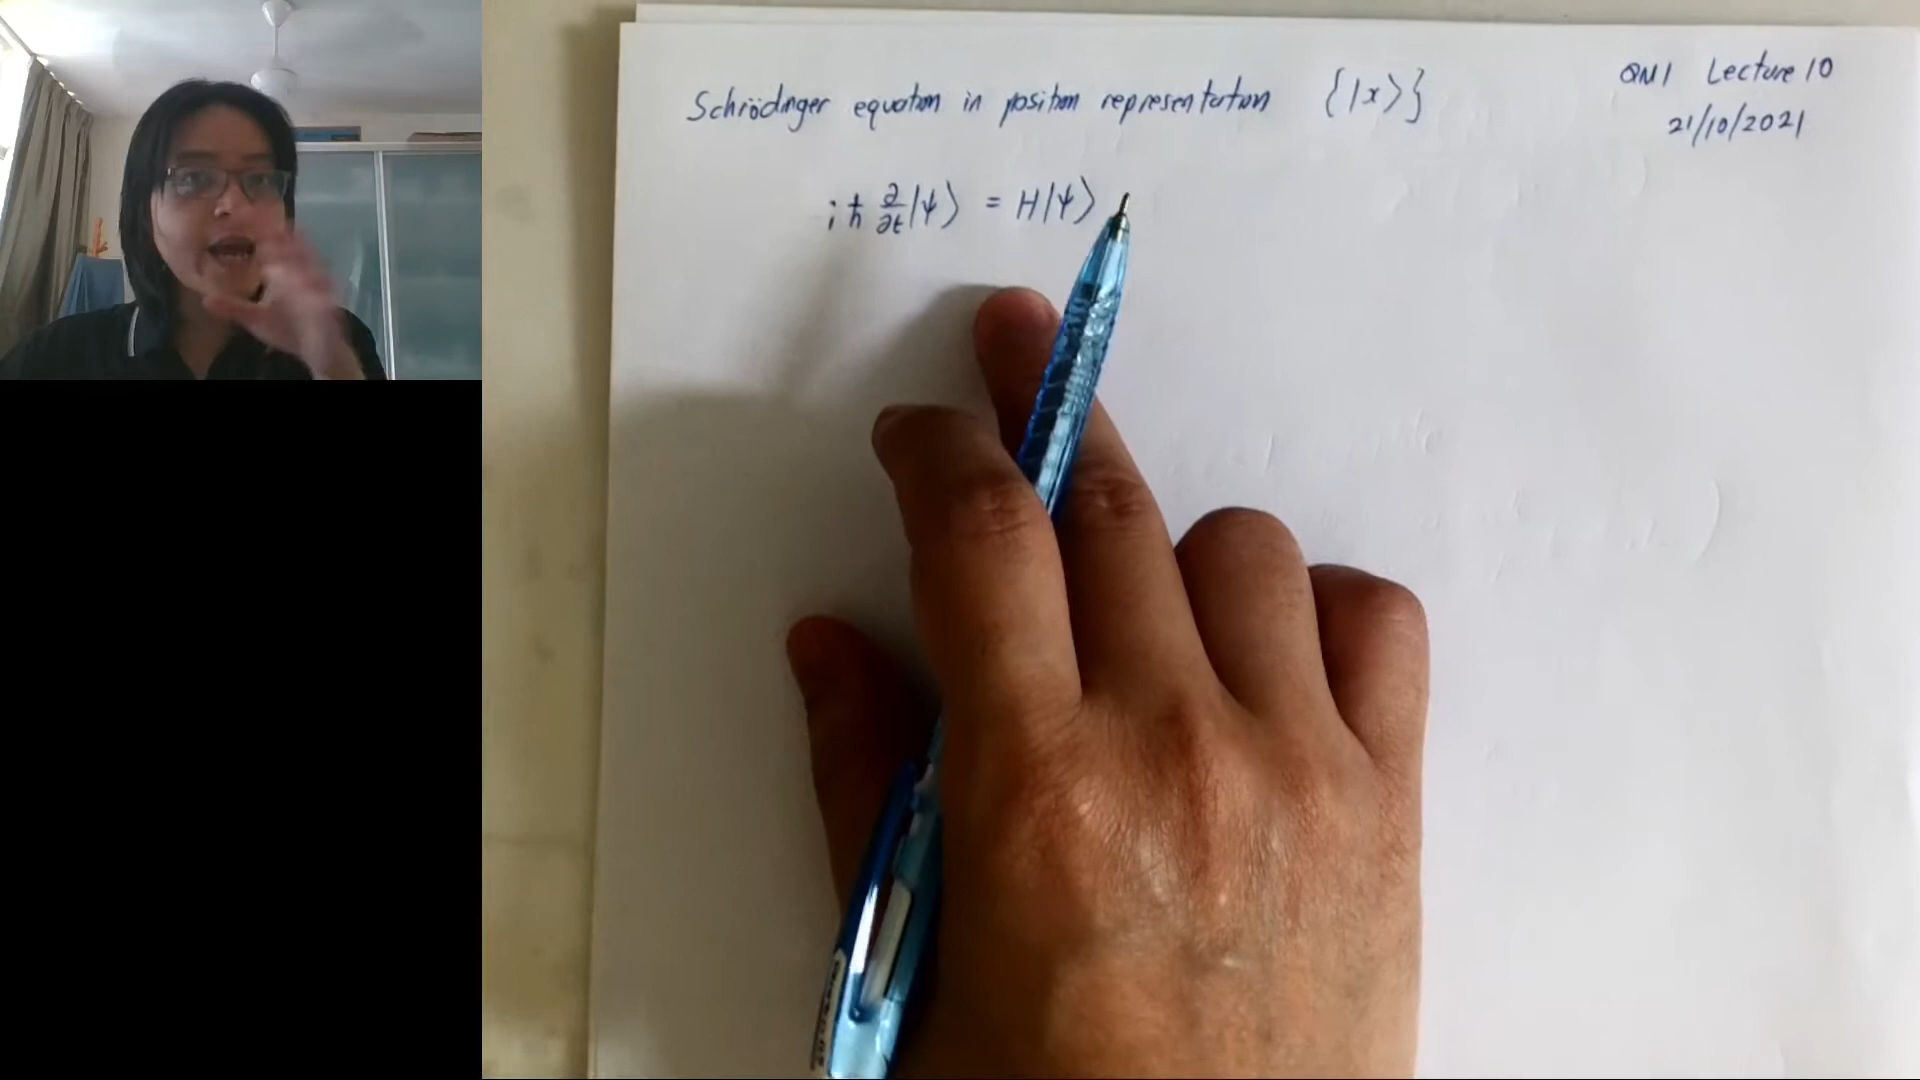 Schrödinger equation in position representation {|x⟩}
QM1 Lecture 10
21/10/2021
iħ ∂/∂t |ψ⟩ = H|ψ⟩